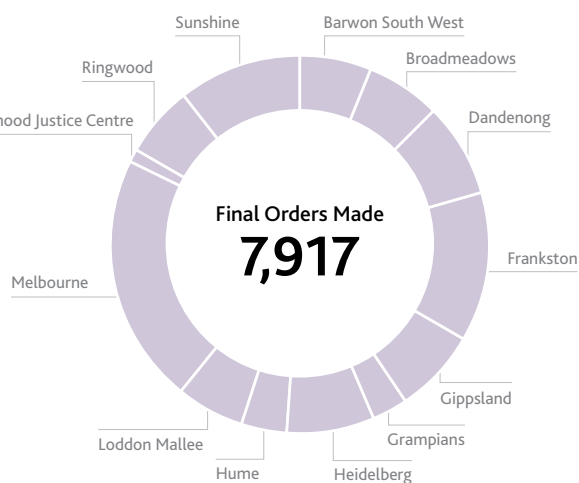 Sunshine
Barwon South West
Ringwood
Broadmeadows
hood Justice Centre
Dandenong
Final Orders Made
7,917
Frankston
Melbourne
Gippsland
Grampians
Loddon Mallee
Hume
Heidelberg